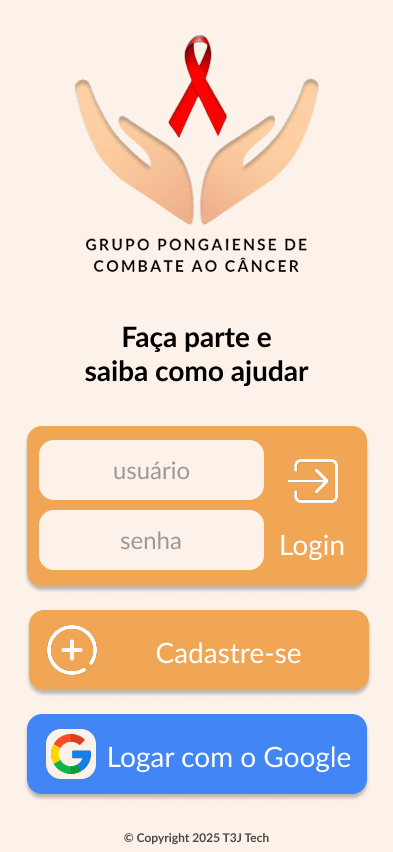 GRUPO PONGAIENSE DE
COMBATE AO CÂNCER
Faça parte e
saiba como ajudar
usuário
senha
Login
Cadastre-se
Logar com o Google
© Copyright 2025 T3J Tech